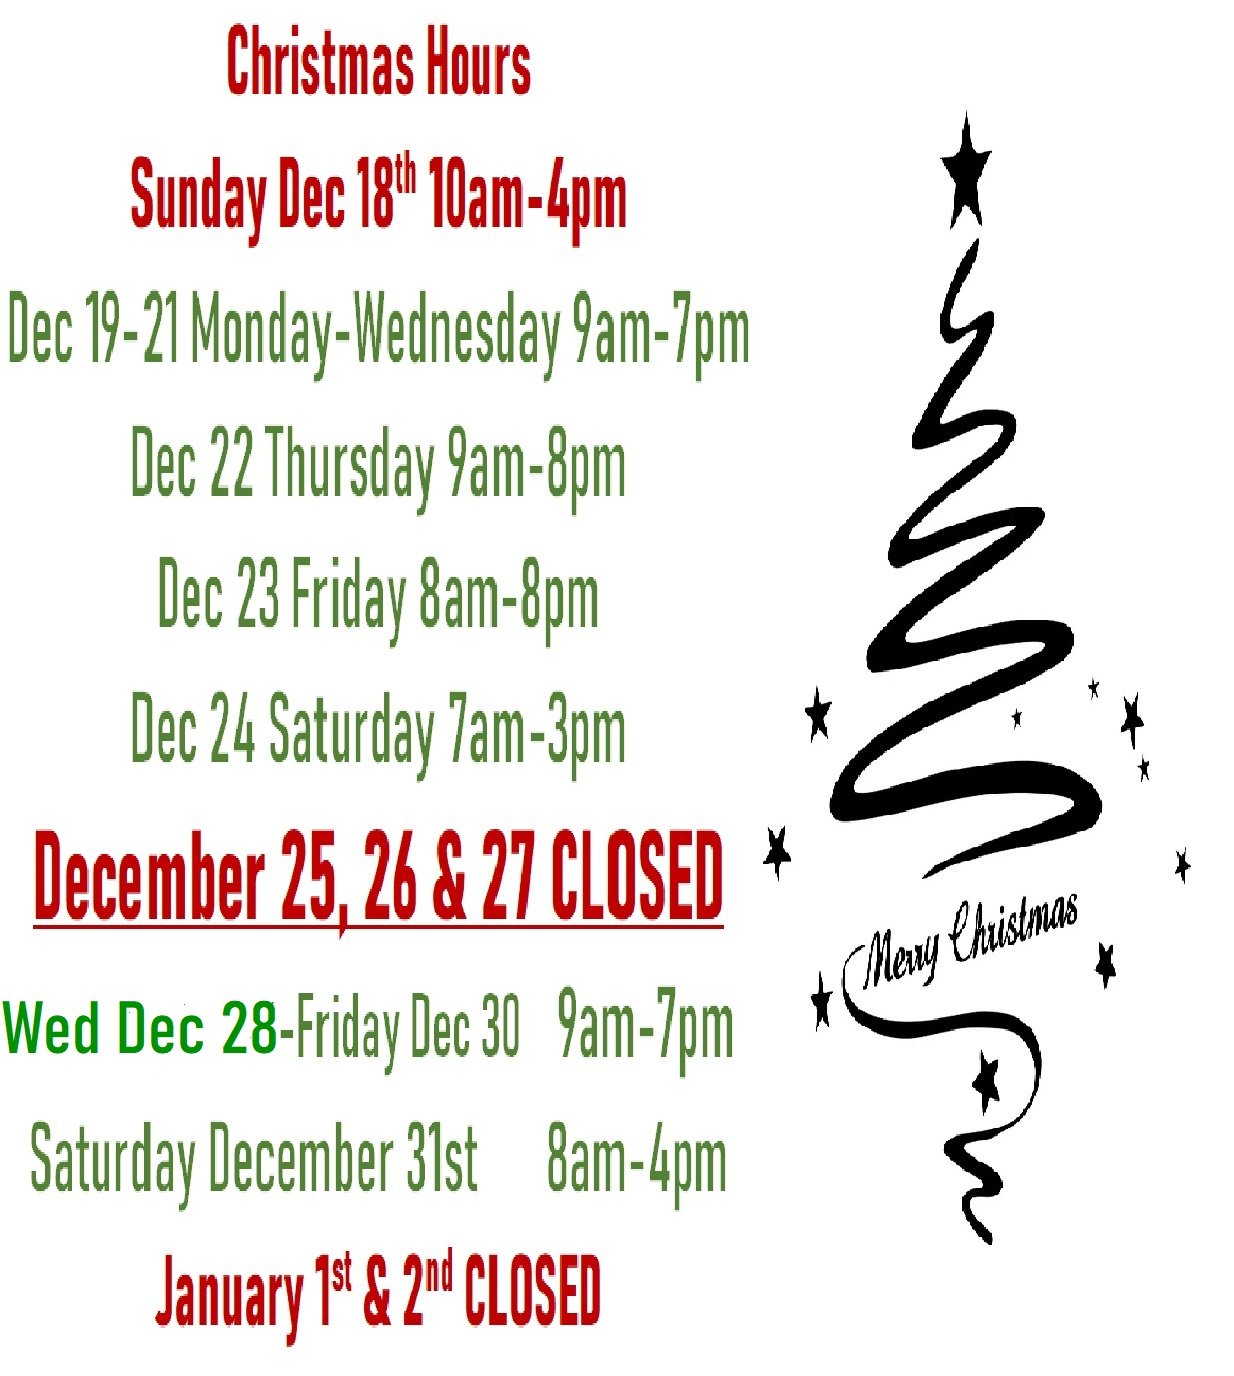 Christmas Hours
Sunday Dec 18th 10am-4pm
Dec 19-21 Monday-Wednesday 9am-7pm
Dec 22 Thursday 9am-8pm
Dec 23 Friday 8am-8pm
Dec 24 Saturday 7am-3pm
December 25, 26 & 27 CLOSED
Wed Dec 28-Friday Dec 30 9am-7pm
Saturday December 31st 8am-4pm
January 1st & 2nd CLOSED
Merry Christmas